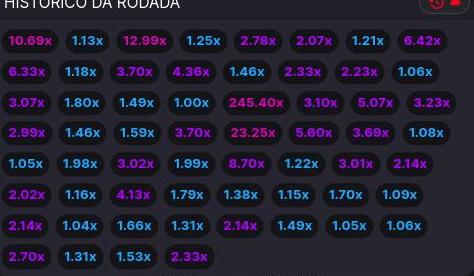 HISTÓRICO DA RODADA
10.69x 1.13x 12.99x 1.25x 2.78x 2.07x 1.21x 6.42x
6.33x 1.18x 3.70x 4.36x 1.46x 2.33x 2.23x 1.06x
3.07x 1.80x 1.49x 1.00x 245.40x 3.10x 5.07x 3.23x
2.99x 1.46x 1.59x 3.70x 23.25x 5.60x 3.69x 1.08x
1.05x 1.98x 3.02x 1.99x 8.70x 1.22x 3.01x 2.14x
2.02x 1.16x 4.13x 1.79x 1.38x 1.15x 1.70x 1.09x
2.14x 1.04x 1.66x 1.31x 2.14x 1.49x 1.05x 1.06x
2.70x 1.31x 1.53x 2.33x